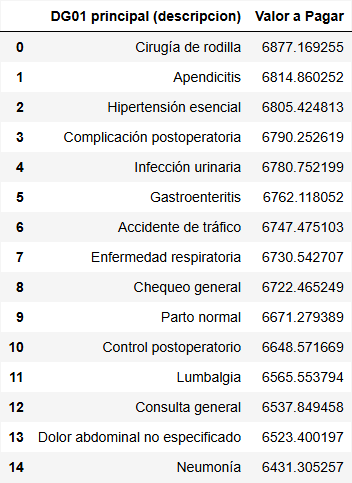 DG01 principal (descripcion) Valor a Pagar
0 Cirugía de rodilla 6877.169255
1 Apendicitis 6814.860252
2 Hipertensión esencial 6805.424813
3 Complicación postoperatoria 6790.252619
4 Infección urinaria 6780.752199
5 Gastroenteritis 6762.118052
6 Accidente de tráfico 6747.475103
7 Enfermedad respiratoria 6730.542707
8 Chequeo general 6722.465249
9 Parto normal 6671.279389
10 Control postoperatorio 6648.571669
11 Lumbalgia 6565.553794
12 Consulta general 6537.849458
13 Dolor abdominal no especificado 6523.400197
14 Neumonía 6431.305257